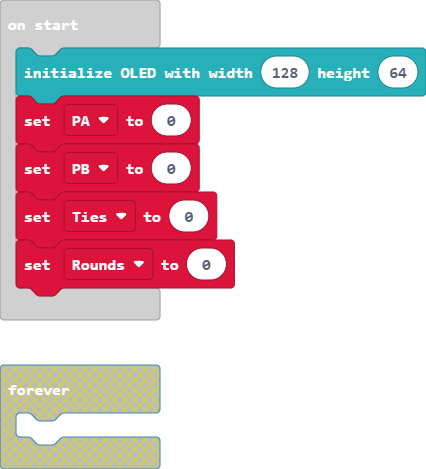 on start
initialize OLED with width 128 height 64
set PA to 0
set PB to 0
set Ties to 0
set Rounds to 0
forever